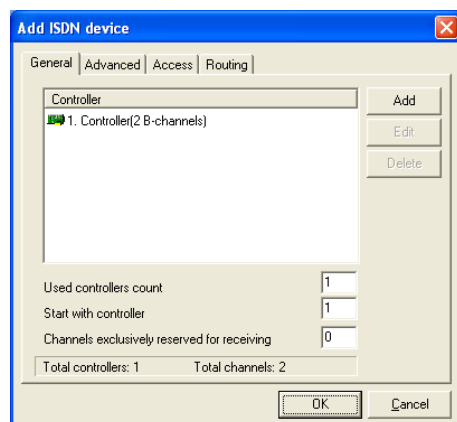 Add ISDN device
General Advanced Access Routing
Controller
1. Controller(2 B-channels)
Add
Edit
Delete
Used controllers count 1
Start with controller 1
Channels exclusively reserved for receiving 0
Total controllers: 1 Total channels: 2
OK Cancel